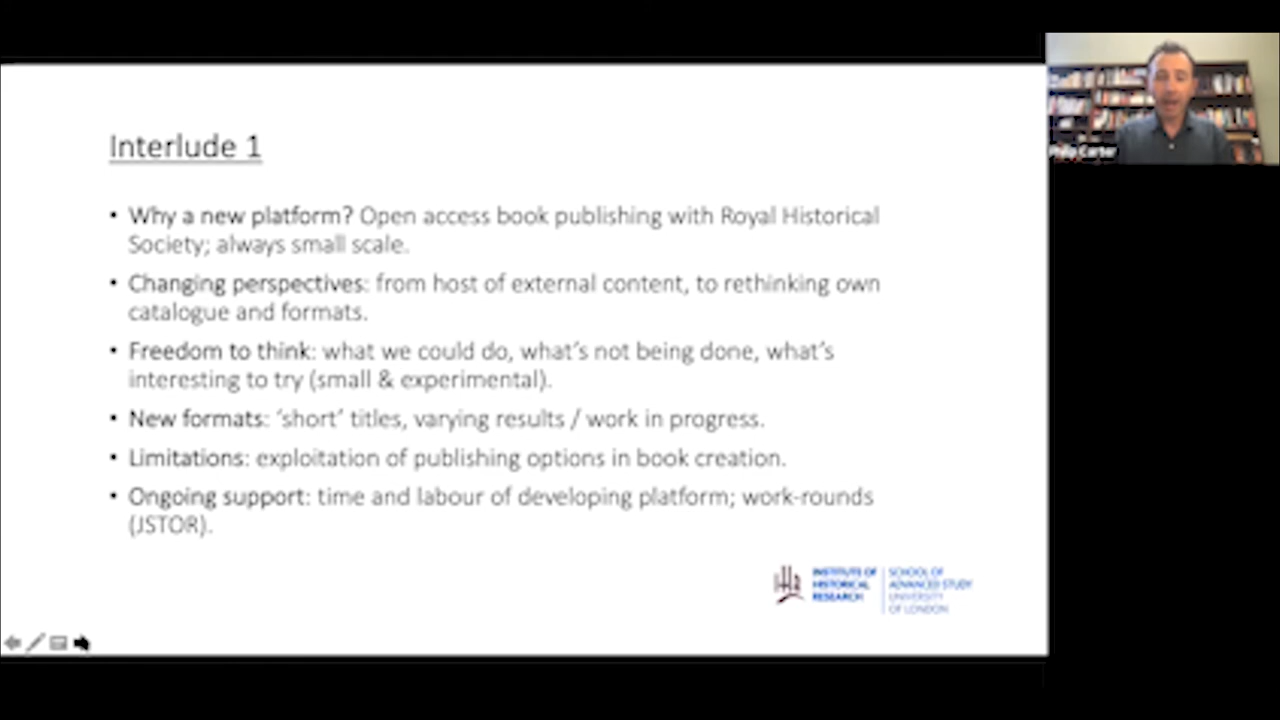 Interlude 1
• Why a new platform? Open access book publishing with Royal Historical
Society; always small scale.
• Changing perspectives: from host of external content, to rethinking own
catalogue and formats.
• Freedom to think: what we could do, what's not being done, what's
interesting to try (small & experimental).
• New formats: 'short' titles, varying results / work in progress.
• Limitations: exploitation of publishing options in book creation.
• Ongoing support: time and labour of developing platform; work-rounds
(JSTOR).
INSTITUTE OF
HISTORICAL
RESEARCH
SCHOOL OF
ADVANCED STUDY
UNIVERSITY
OF LONDON
Philip Carter